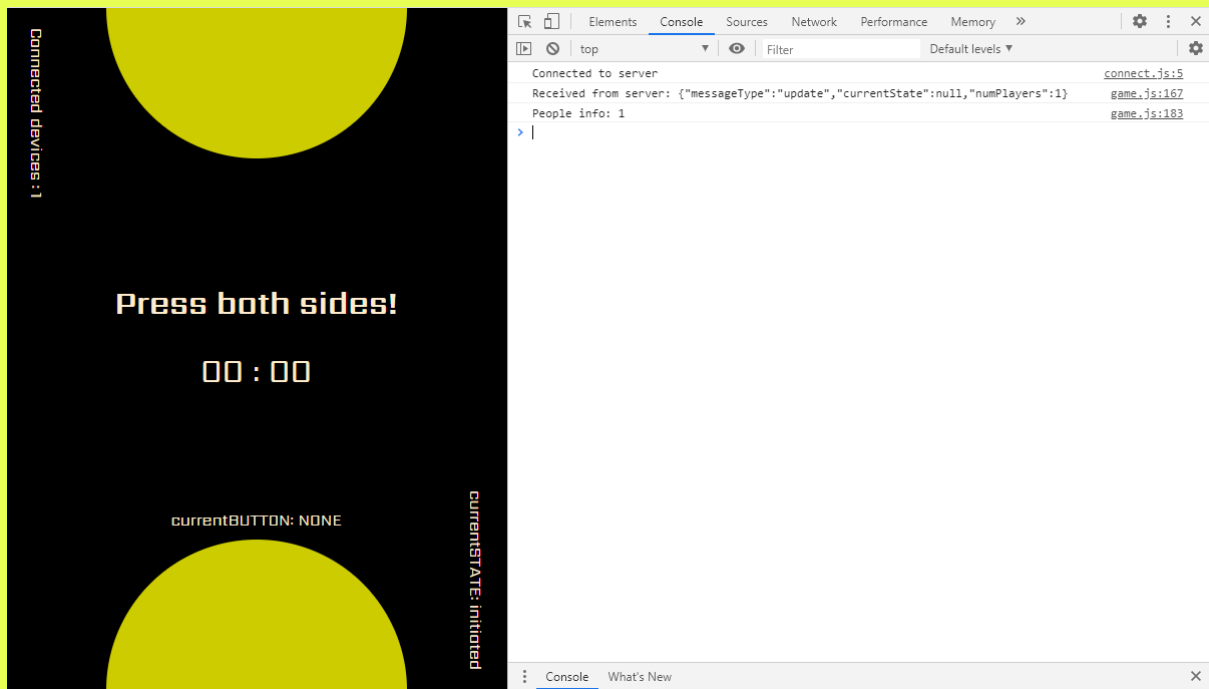 Connected devices : 1
Press both sides!
00 : 00
currentBUTTON: NONE
currentSTATE: initiated
Elements Console Sources Network Performance Memory »
top Filter Default levels ▼
Connected to server connect.js:5
Received from server: {"messageType":"update","currentState":null,"numPlayers":1} game.js:167
People info: 1 game.js:183
>
Console What's New